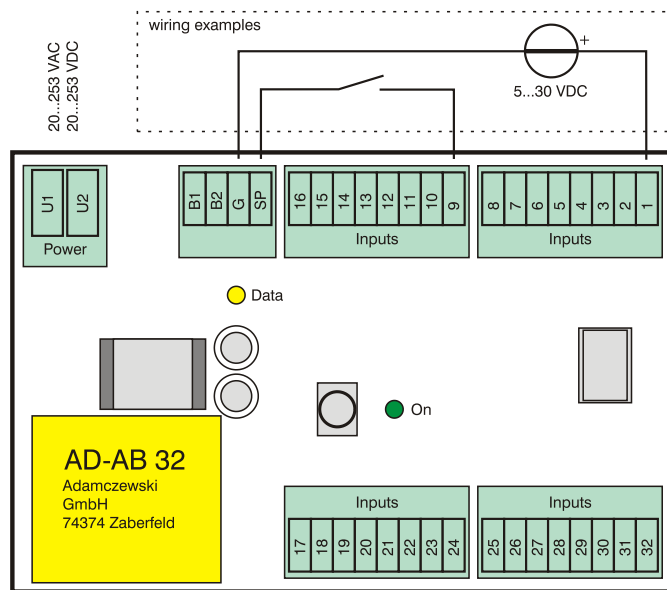 wiring examples
20...253 VAC
20...253 VDC
+
5...30 VDC
U1 U2
Power
B1 B2 G SP
16 15 14 13 12 11 10 9
Inputs
8 7 6 5 4 3 2 1
Inputs
Data
On
AD-AB 32
Adamczewski
GmbH
74374 Zaberfeld
Inputs
17 18 19 20 21 22 23 24
Inputs
25 26 27 28 29 30 31 32